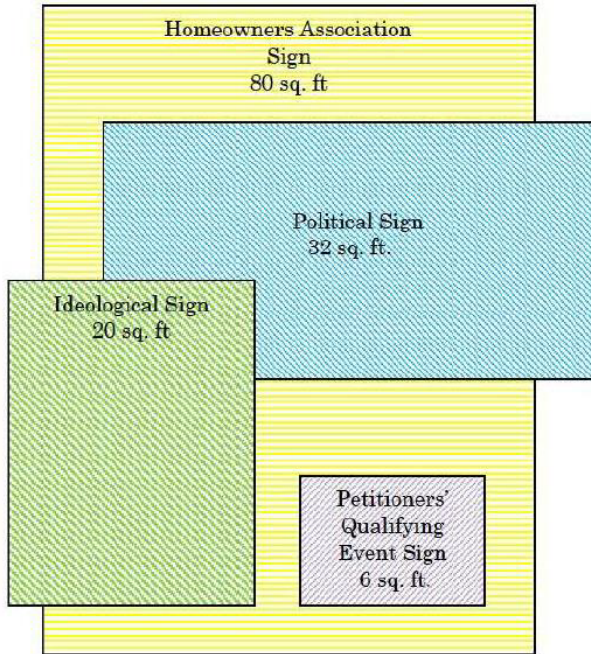 Homeowners Association
Sign
80 sq. ft
Political Sign
32 sq. ft.
Ideological Sign
20 sq. ft
Petitioners’
Qualifying
Event Sign
6 sq. ft.